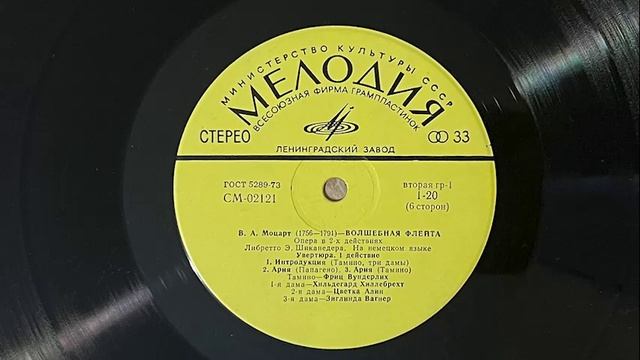 МИНИСТЕРСТВО КУЛЬТУРЫ СССР
МЕЛОДИЯ
ВСЕСОЮЗНАЯ ФИРМА ГРАМПЛАСТИНОК
СТЕРЕО 33
ЛЕНИНГРАДСКИЙ ЗАВОД
ГОСТ 5289-73 вторая гр-1
СМ-02121 1-20
(6 сторон)
В. А. Моцарт (1756—1791)—ВОЛШЕБНАЯ ФЛЕЙТА
Опера в 2-х действиях
Либретто Э. Шиканедера. На немецком языке
Увертюра. I действие
1. Интродукция (Тамино, три дамы)
2. Ария (Папагено) 3. Ария (Тамино)
Тамино—Фриц Вундерлих
1-я дама—Хильдегард Хиллебрехт
2-я дама—Цветка Алин
3-я дама—Зиглинда Вагнер